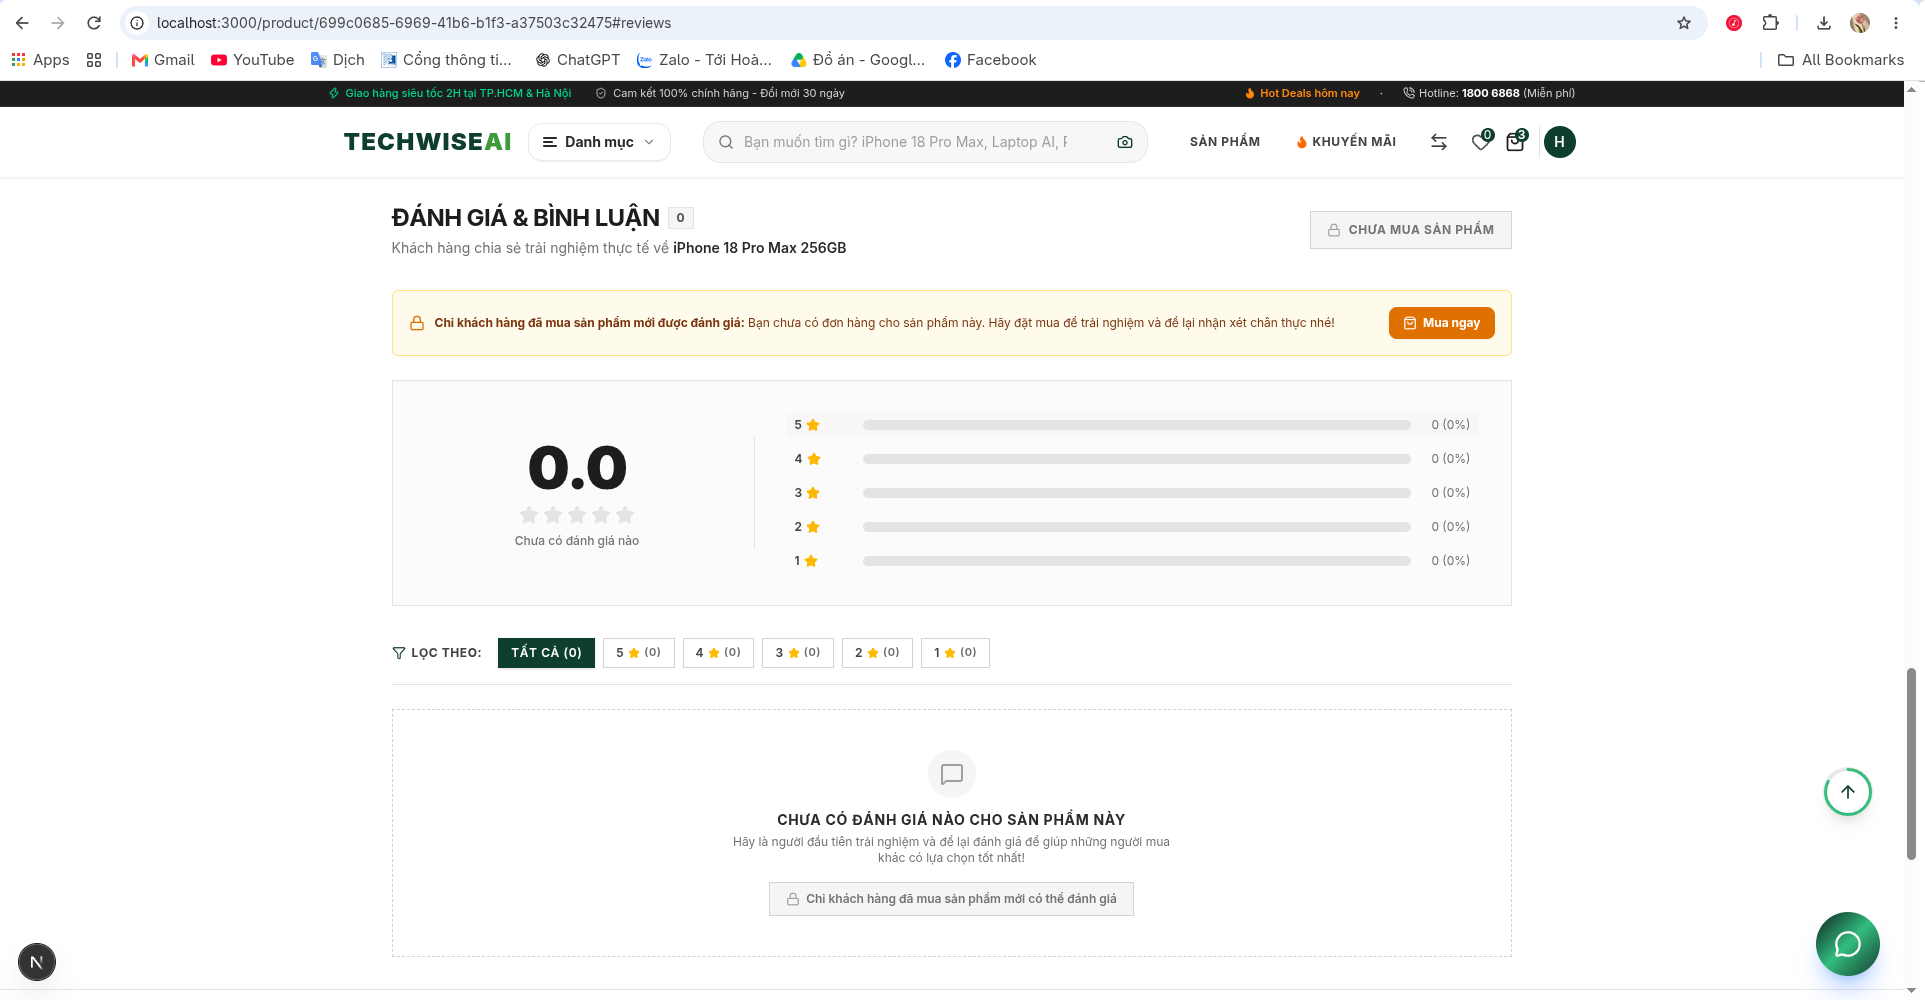 localhost:3000/product/699c0685-6969-41b6-b1f3-a37503c32475#reviews
Apps Gmail YouTube Dịch Cổng thông ti... ChatGPT Zalo - Tới Hoà... Đồ án - Googl... Facebook All Bookmarks
Giao hàng siêu tốc 2H tại TP.HCM & Hà Nội Cam kết 100% chính hãng - Đổi mới 30 ngày Hot Deals hôm nay · Hotline: 1800 6868 (Miễn phí)
TECHWISEAI Danh mục Bạn muốn tìm gì? iPhone 18 Pro Max, Laptop AI, SẢN PHẨM KHUYẾN MÃI 0 3 H
ĐÁNH GIÁ & BÌNH LUẬN 0
CHƯA MUA SẢN PHẨM
Khách hàng chia sẻ trải nghiệm thực tế về iPhone 18 Pro Max 256GB
Chỉ khách hàng đã mua sản phẩm mới được đánh giá: Bạn chưa có đơn hàng cho sản phẩm này. Hãy đặt mua để trải nghiệm và để lại nhận xét chân thực nhé! Mua ngay
0.0
Chưa có đánh giá nào
5 0 (0%)
4 0 (0%)
3 0 (0%)
2 0 (0%)
1 0 (0%)
LỌC THEO: TẤT CẢ (0) 5 (0) 4 (0) 3 (0) 2 (0) 1 (0)
CHƯA CÓ ĐÁNH GIÁ NÀO CHO SẢN PHẨM NÀY
Hãy là người đầu tiên trải nghiệm và để lại đánh giá để giúp những người mua
khác có lựa chọn tốt nhất!
Chỉ khách hàng đã mua sản phẩm mới có thể đánh giá
N